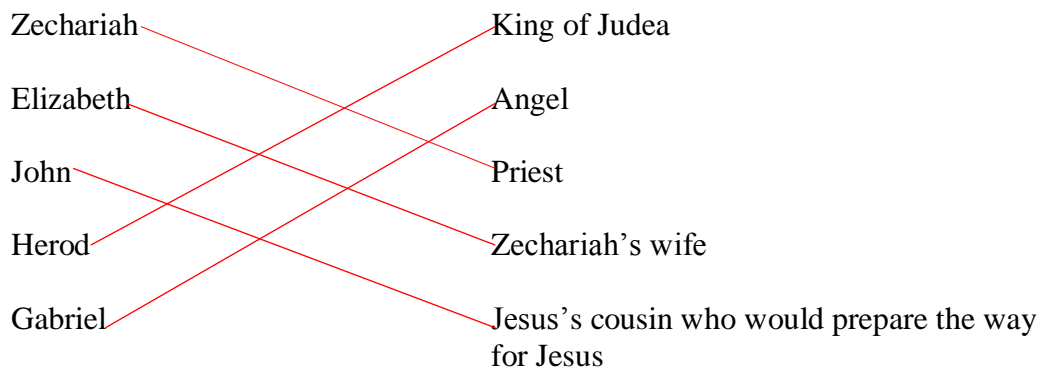 Zechariah King of Judea
Elizabeth Angel
John Priest
Herod Zechariah’s wife
Gabriel Jesus’s cousin who would prepare the way
for Jesus